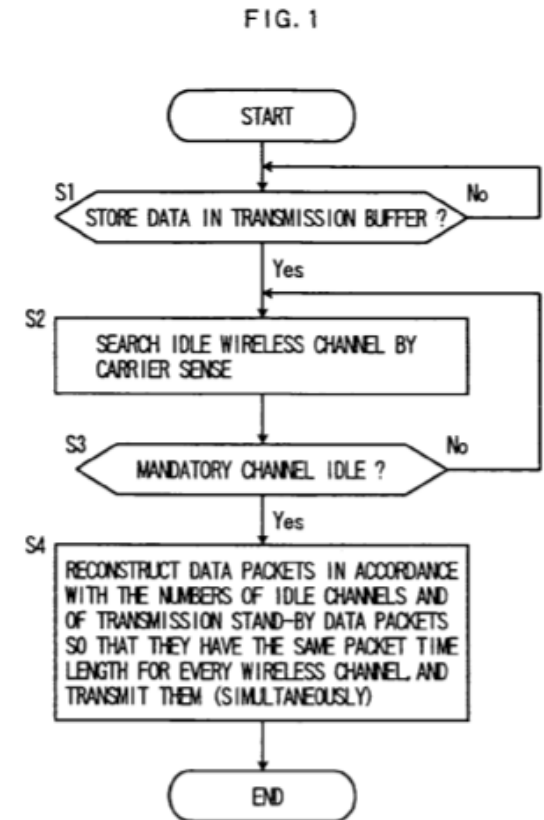 FIG. 1
START
S1
STORE DATA IN TRANSMISSION BUFFER ?
No
Yes
S2
SEARCH IDLE WIRELESS CHANNEL BY
CARRIER SENSE
S3
MANDATORY CHANNEL IDLE ?
No
Yes
S4
RECONSTRUCT DATA PACKETS IN ACCORDANCE
WITH THE NUMBERS OF IDLE CHANNELS AND
OF TRANSMISSION STAND-BY DATA PACKETS
SO THAT THEY HAVE THE SAME PACKET TIME
LENGTH FOR EVERY WIRELESS CHANNEL, AND
TRANSMIT THEM (SIMULTANEOUSLY)
END